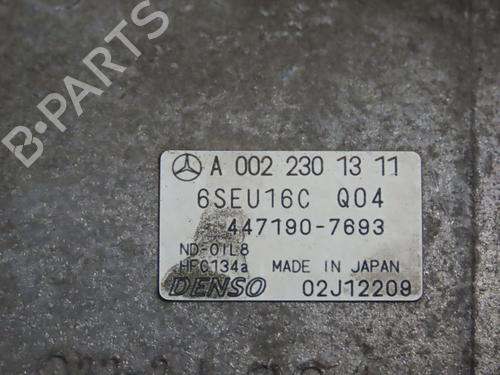 B-PARTS
A 002 230 13 11
6SEU16C Q04
447190-7693
ND-OIL8
HFC134a MADE IN JAPAN
DENSO 02J12209